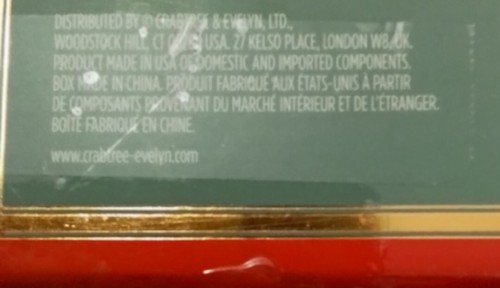 DISTRIBUTED BY © CRABTREE & EVELYN, LTD.,
WOODSTOCK HILL, CT USA. 27 KELSO PLACE, LONDON W8, UK.
PRODUCT MADE IN USA OF DOMESTIC AND IMPORTED COMPONENTS.
BOX MADE IN CHINA. PRODUIT FABRIQUÉ AUX ÉTATS-UNIS À PARTIR
DE COMPOSANTS PROVENANT DU MARCHÉ INTÉRIEUR ET DE L'ÉTRANGER.
BOÎTE FABRIQUÉ EN CHINE.
www.crabtree-evelyn.com